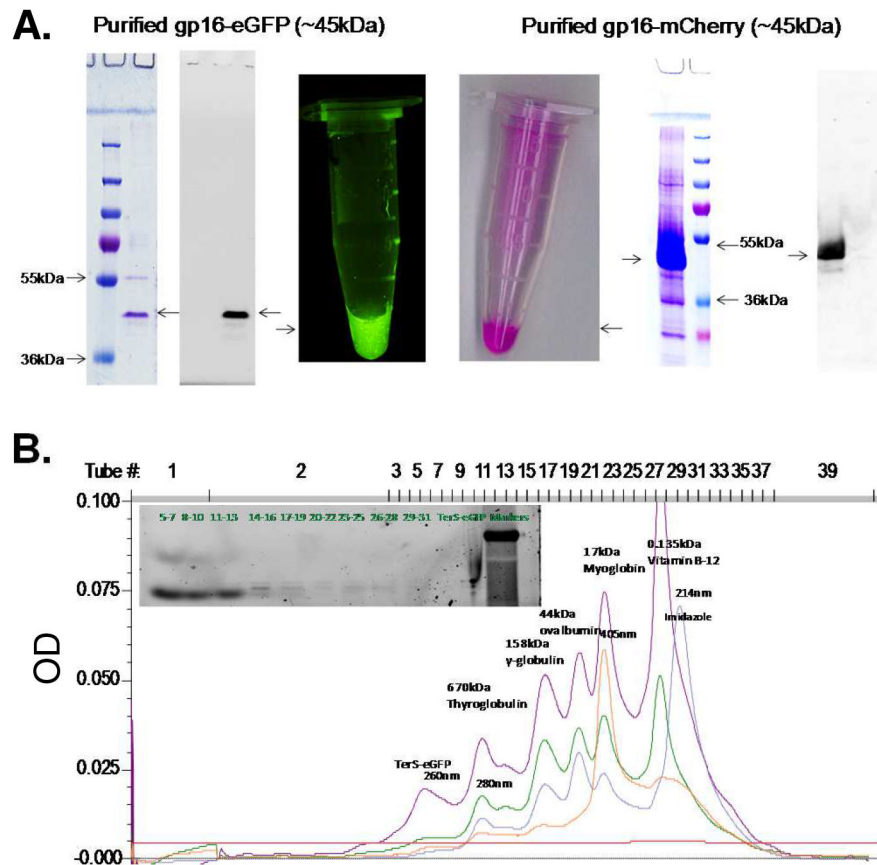 A.
Purified gp16-eGFP (~45kDa)
Purified gp16-mCherry (~45kDa)
55kDa
36kDa
55kDa
36kDa
B.
Tube #: 1 2 3 5 7 9 11 13 15 17 19 21 23 25 27 29 31 33 35 37 39
0.100
5-7 8-10 11-13 14-16 17-19 20-22 23-25 26-28 29-31 TerS-eGFP Markers
0.075
0.050
0.025
-0.000
OD
17kDa
Myoglobin
0.135kDa
Vitamin B-12
214nm
Imidazole
44kDa
ovalbumin
405nm
158kDa
γ-globulin
670kDa
Thyroglobulin
TerS-eGFP
260nm
280nm